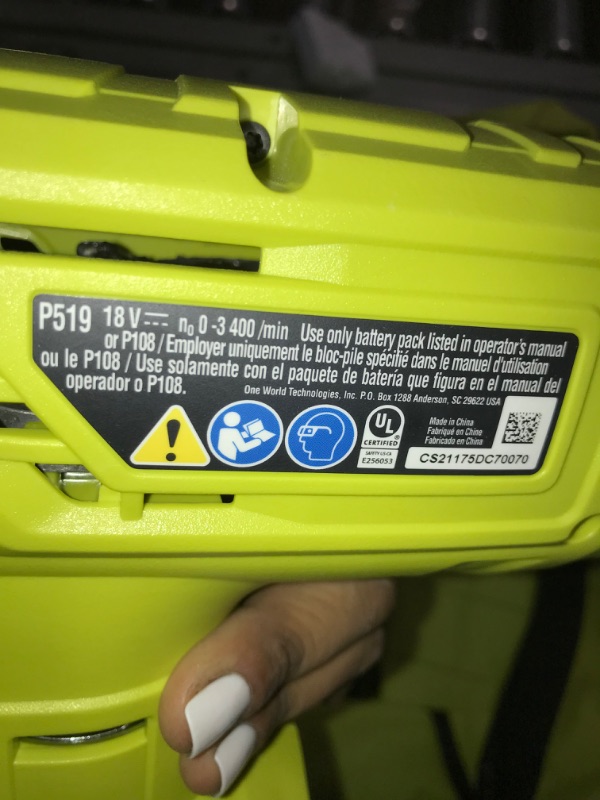 P519 18V⎓ n₀ 0-3 400/min Use only battery pack listed in operator's manual
or P108/Employer uniquement le bloc-pile spécifié dans le manuel d'utilisation
ou le P108/Use solamente con el paquete de batería que figura en el manual del
operador o P108.
One World Technologies, Inc. P.O. Box 1288 Anderson, SC 29622 USA
UL
CERTIFIED
SAFETY US-CA
E256053
Made in China
Fabriqué en Chine
Fabricado en China
CS21175DC70070